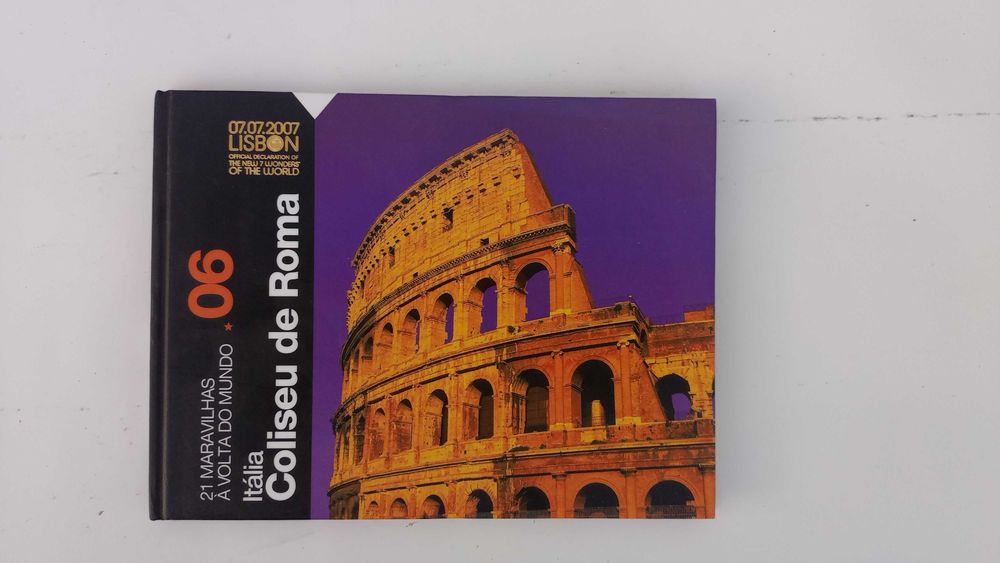 07.07.2007
LISBON
OFFICIAL DECLARATION OF
THE NEW 7 WONDERS
OF THE WORLD
21 MARAVILHAS
À VOLTA DO MUNDO
★06
Itália
Coliseu de Roma